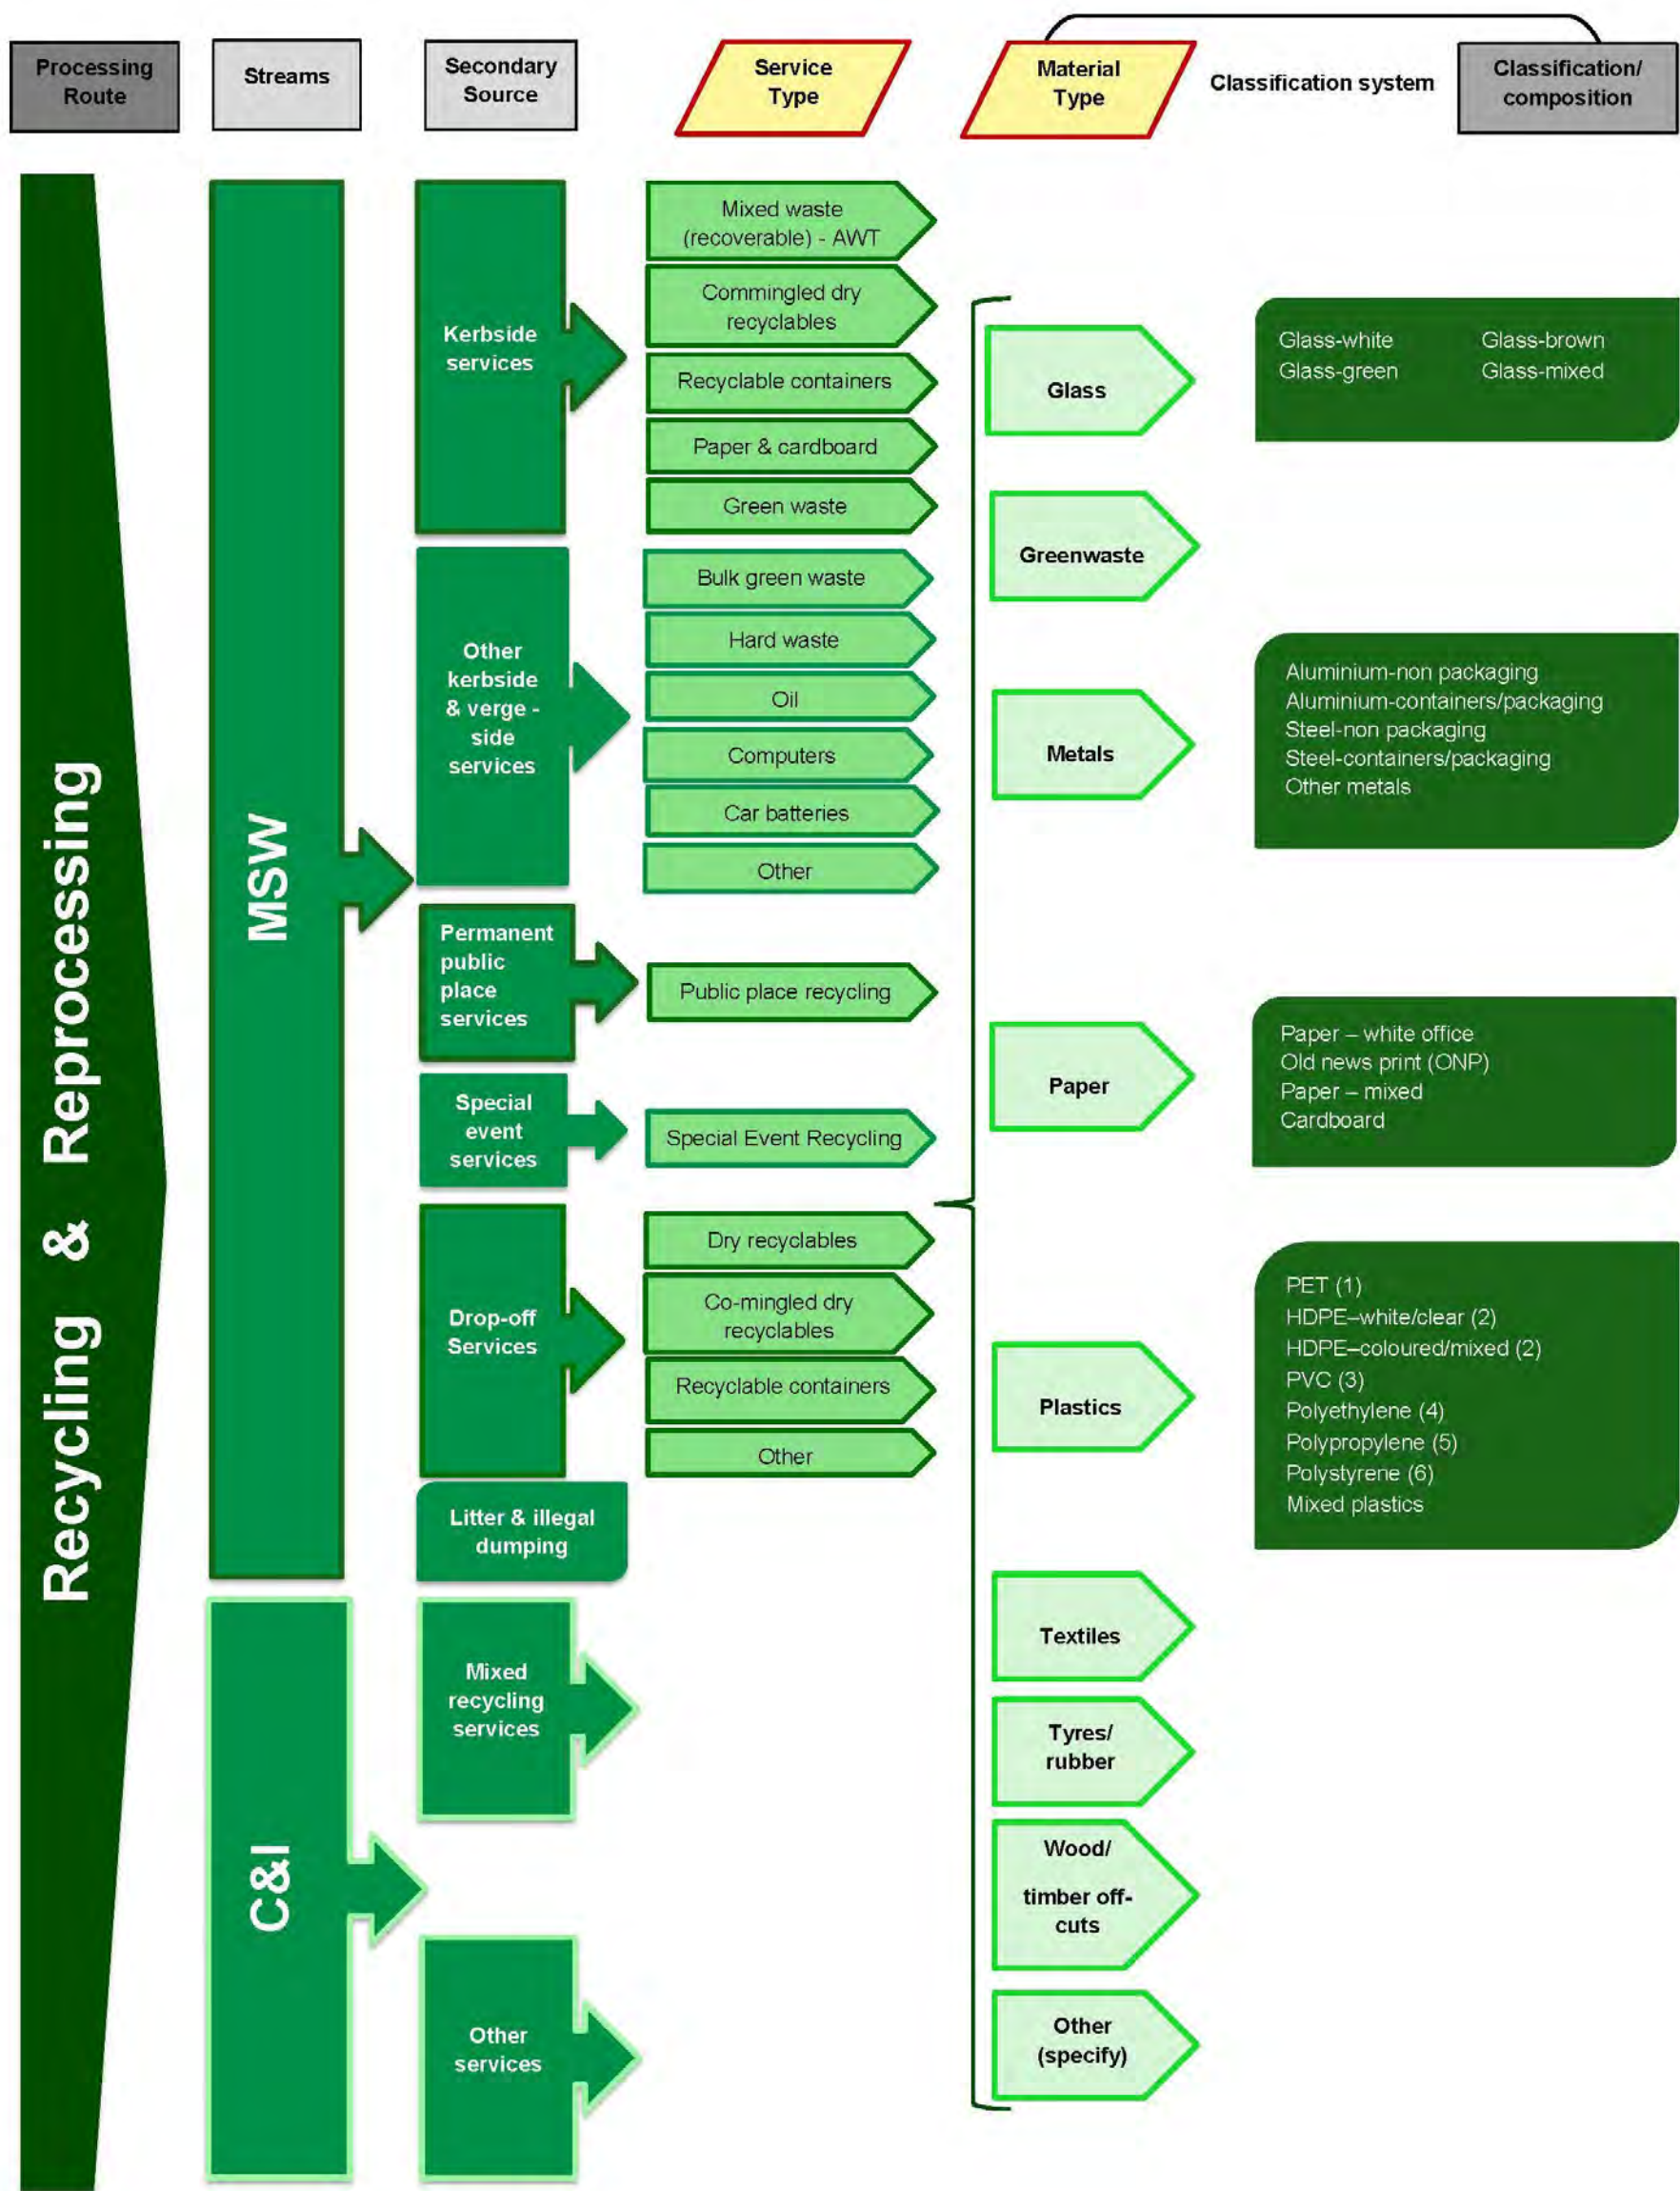 Processing
Route
Streams
Secondary
Source
Service
Type
Material
Type
Classification system
Classification/
composition
Recycling & Reprocessing
MSW
Kerbside
services
Mixed waste
(recoverable) - AWT
Commingled dry
recyclables
Recyclable containers
Paper & cardboard
Green waste
Other
kerbside
& verge -
side
services
Bulk green waste
Hard waste
Oil
Computers
Car batteries
Other
Permanent
public
place
services
Public place recycling
Special
event
services
Special Event Recycling
Drop-off
Services
Dry recyclables
Co-mingled dry
recyclables
Recyclable containers
Other
Litter & illegal
dumping
C&I
Mixed
recycling
services
Other
services
Glass
Glass-white Glass-brown
Glass-green Glass-mixed
Greenwaste
Metals
Aluminium-non packaging
Aluminium-containers/packaging
Steel-non packaging
Steel-containers/packaging
Other metals
Paper
Paper – white office
Old news print (ONP)
Paper – mixed
Cardboard
Plastics
PET (1)
HDPE–white/clear (2)
HDPE–coloured/mixed (2)
PVC (3)
Polyethylene (4)
Polypropylene (5)
Polystyrene (6)
Mixed plastics
Textiles
Tyres/
rubber
Wood/
timber off-
cuts
Other
(specify)